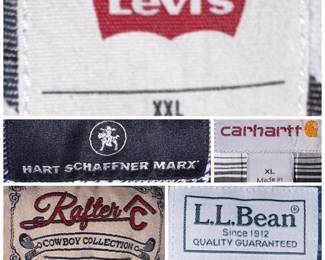 Levi's
XXL
HART SCHAFFNER MARX
carhartt
XL
Made in
Rafter C
COWBOY COLLECTION
L.L.Bean®
Since 1912
QUALITY GUARANTEED